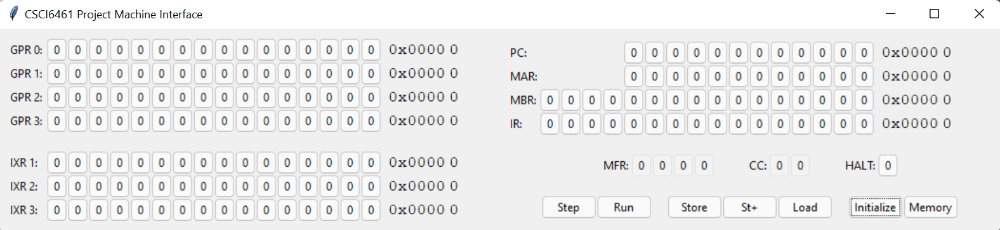 CSCI6461 Project Machine Interface
GPR 0: 0 0 0 0 0 0 0 0 0 0 0 0 0 0 0 0 0x0000 0
GPR 1: 0 0 0 0 0 0 0 0 0 0 0 0 0 0 0 0 0x0000 0
GPR 2: 0 0 0 0 0 0 0 0 0 0 0 0 0 0 0 0 0x0000 0
GPR 3: 0 0 0 0 0 0 0 0 0 0 0 0 0 0 0 0 0x0000 0
IXR 1: 0 0 0 0 0 0 0 0 0 0 0 0 0 0 0 0 0x0000 0
IXR 2: 0 0 0 0 0 0 0 0 0 0 0 0 0 0 0 0 0x0000 0
IXR 3: 0 0 0 0 0 0 0 0 0 0 0 0 0 0 0 0 0x0000 0
PC: 0 0 0 0 0 0 0 0 0 0 0 0 0x0000 0
MAR: 0 0 0 0 0 0 0 0 0 0 0 0 0x0000 0
MBR: 0 0 0 0 0 0 0 0 0 0 0 0 0 0 0 0 0x0000 0
IR: 0 0 0 0 0 0 0 0 0 0 0 0 0 0 0 0 0x0000 0
MFR: 0 0 0 0 CC: 0 0 HALT: 0
Step Run Store St+ Load Initialize Memory